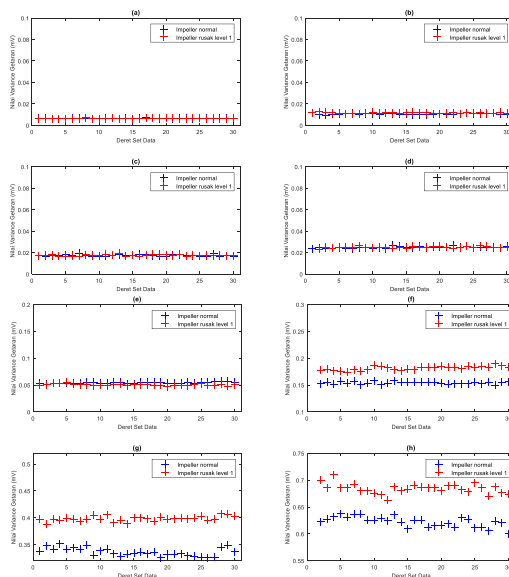 (a)
Nilai Variance Getaran (mV)
0.1
0.08
0.06
0.04
0.02
0
0 5 10 15 20 25 30
Deret Set Data
Impeller normal
Impeller rusak level 1
(b)
Nilai Variance Getaran (mV)
0.1
0.08
0.06
0.04
0.02
0
0 5 10 15 20 25 30
Deret Set Data
Impeller normal
Impeller rusak level 1
(c)
Nilai Variance Getaran (mV)
0.1
0.08
0.06
0.04
0.02
0
0 5 10 15 20 25 30
Deret Set Data
Impeller normal
Impeller rusak level 1
(d)
Nilai Variance Getaran (mV)
0.1
0.08
0.06
0.04
0.02
0
0 5 10 15 20 25 30
Deret Set Data
Impeller normal
Impeller rusak level 1
(e)
Nilai Variance Getaran (mV)
0.2
0.15
0.1
0.05
0
0 5 10 15 20 25 30
Deret Set Data
Impeller normal
Impeller rusak level 1
(f)
Nilai Variance Getaran (mV)
0.3
0.2
0.1
0
0 5 10 15 20 25 30
Deret Set Data
Impeller normal
Impeller rusak level 1
(g)
Nilai Variance Getaran (mV)
0.5
0.45
0.4
0.35
0 5 10 15 20 25 30
Impeller normal
Impeller rusak level 1
(h)
Nilai Variance Getaran (mV)
0.75
0.7
0.65
0.6
0.55
0 5 10 15 20 25 30
Impeller normal
Impeller rusak level 1